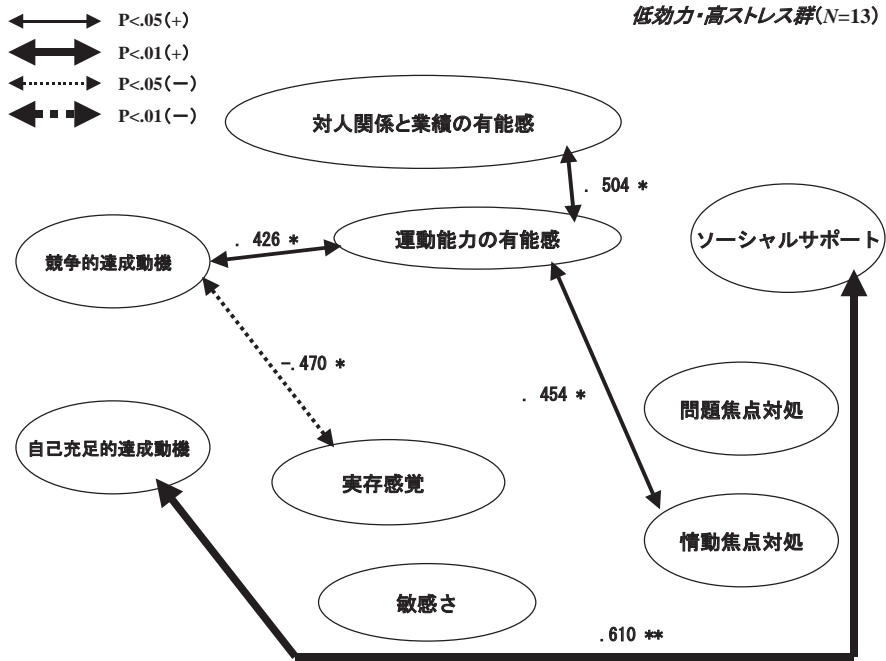 P<.05(+)
P<.01(+)
P<.05(－)
P<.01(－)
低効力・高ストレス群(N=13)
対人関係と業績の有能感
. 504 *
運動能力の有能感
. 426 *
競争的達成動機
ソーシャルサポート
-. 470 *
. 454 *
問題焦点対処
自己充足的達成動機
実存感覚
情動焦点対処
敏感さ
. 610 **